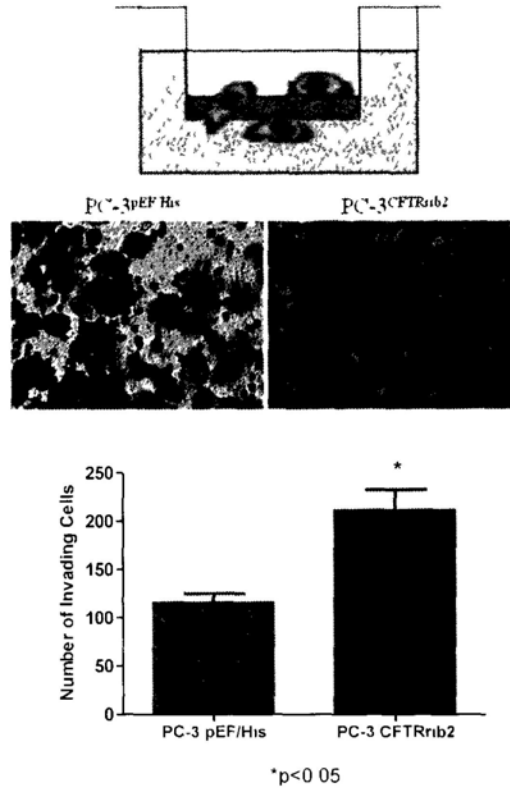 PC-3pEF His PC-3CFTRrib2
250
200
150
100
50
0
Number of Invading Cells
*
PC-3 pEF/His PC-3 CFTRrib2
*p<0 05